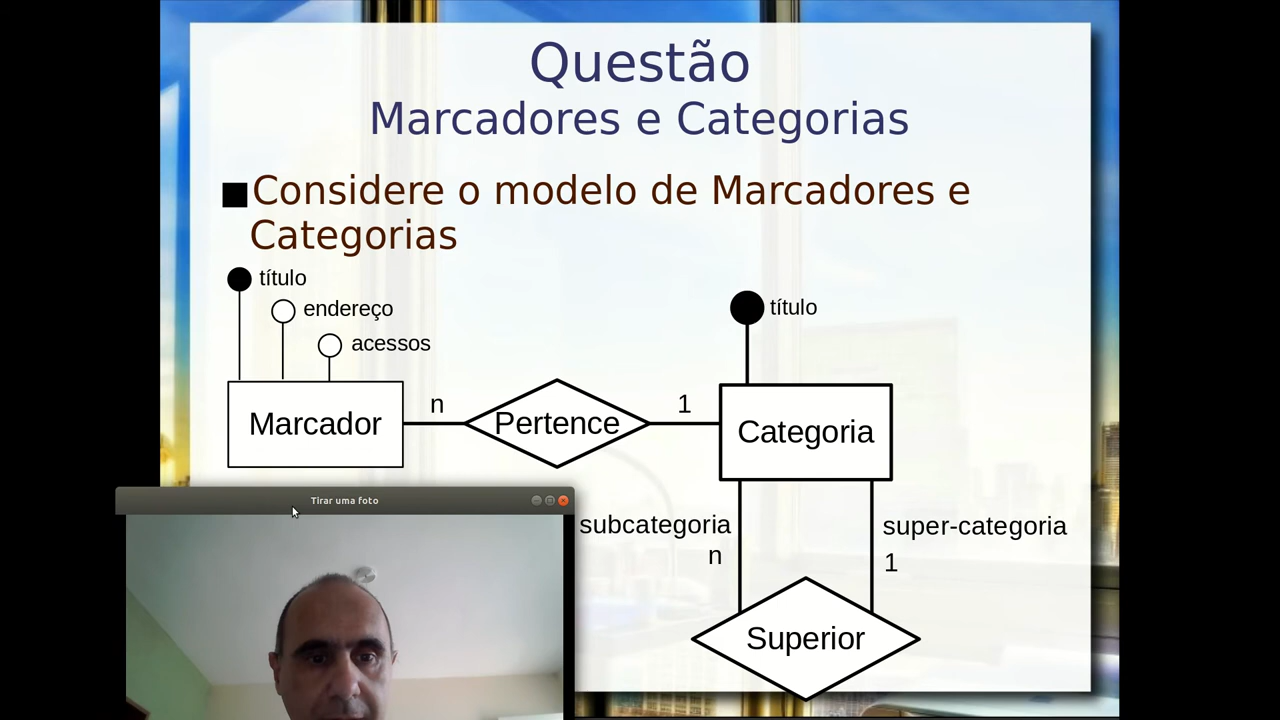 Questão
Marcadores e Categorias
Considere o modelo de Marcadores e
Categorias
título
endereço
acessos
título
Marcador
n
Pertence
1
Categoria
Tirar uma foto
subcategoria
n
super-categoria
1
Superior